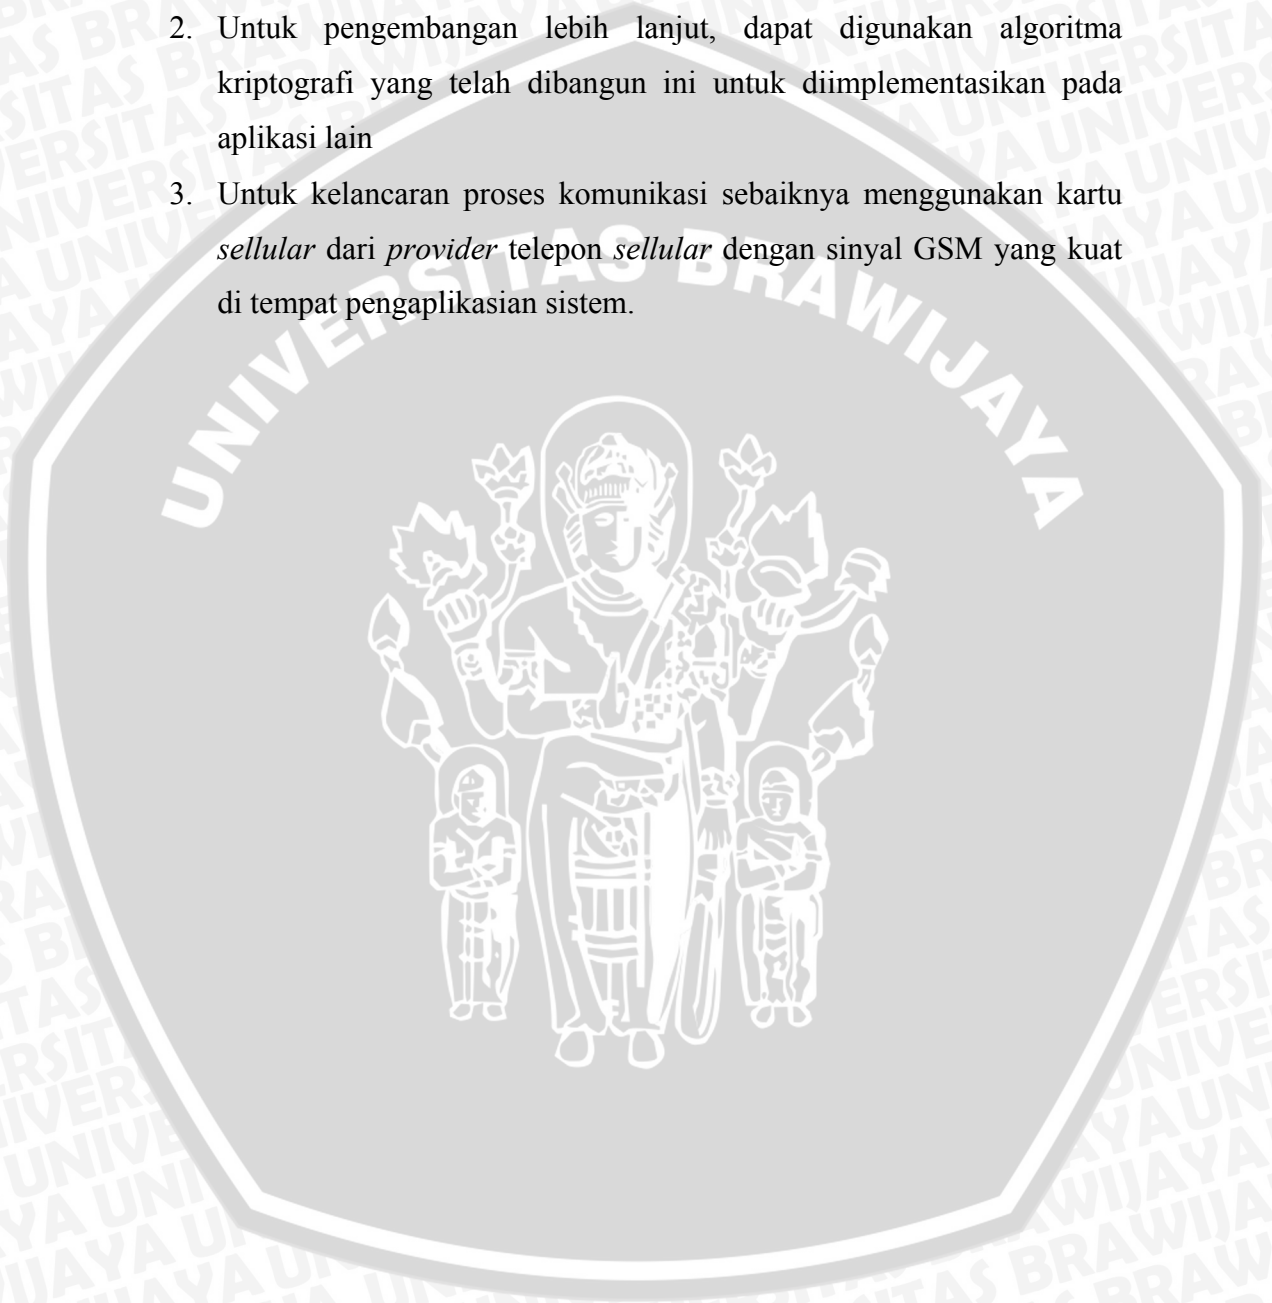 2. Untuk pengembangan lebih lanjut, dapat digunakan algoritma
kriptografi yang telah dibangun ini untuk diimplementasikan pada
aplikasi lain
3. Untuk kelancaran proses komunikasi sebaiknya menggunakan kartu
sellular dari provider telepon sellular dengan sinyal GSM yang kuat
di tempat pengaplikasian sistem.
UNIVERSITAS BRAWIJAYA